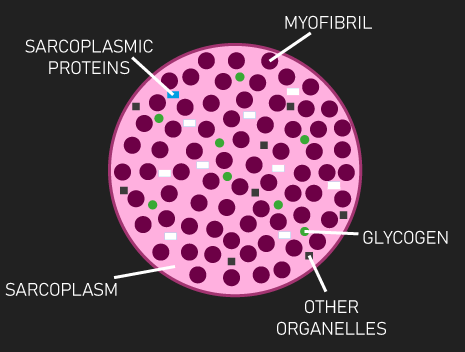 MYOFIBRIL
SARCOPLASMIC
PROTEINS
GLYCOGEN
SARCOPLASM
OTHER
ORGANELLES